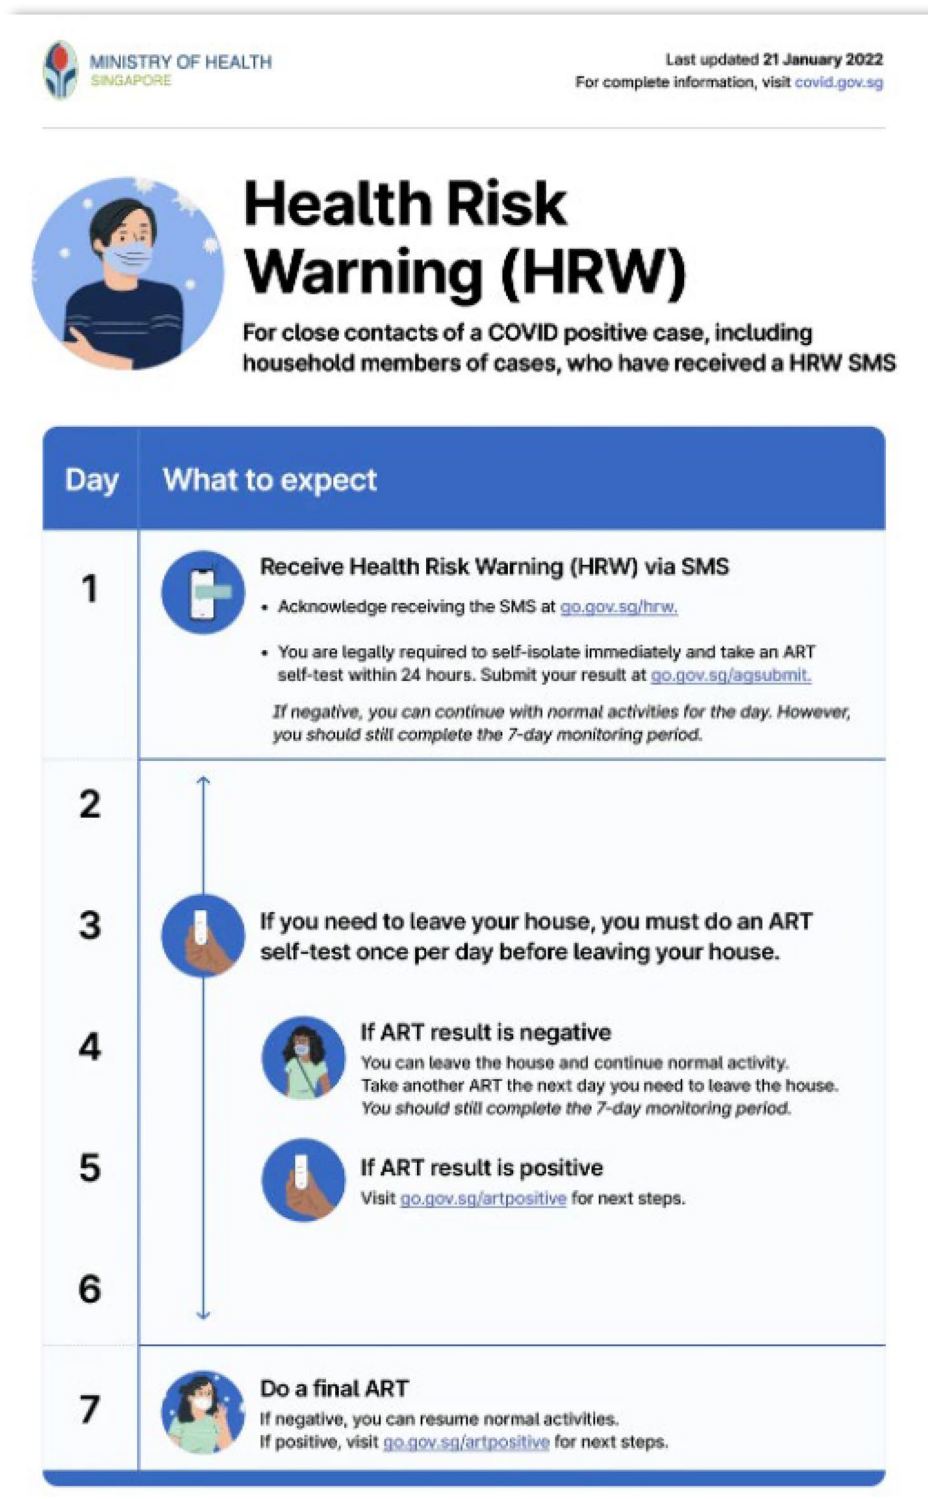 MINISTRY OF HEALTH
SINGAPORE
Last updated 21 January 2022
For complete information, visit covid.gov.sg
Health Risk
Warning (HRW)
For close contacts of a COVID positive case, including
household members of cases, who have received a HRW SMS
Day
What to expect
1
Receive Health Risk Warning (HRW) via SMS
• Acknowledge receiving the SMS at go.gov.sg/hrw.
• You are legally required to self-isolate immediately and take an ART
self-test within 24 hours. Submit your result at go.gov.sg/agsubmit.
If negative, you can continue with normal activities for the day. However,
you should still complete the 7-day monitoring period.
2
3
If you need to leave your house, you must do an ART
self-test once per day before leaving your house.
4
If ART result is negative
You can leave the house and continue normal activity.
Take another ART the next day you need to leave the house.
You should still complete the 7-day monitoring period.
5
If ART result is positive
Visit go.gov.sg/artpositive for next steps.
6
7
Do a final ART
If negative, you can resume normal activities.
If positive, visit go.gov.sg/artpositive for next steps.